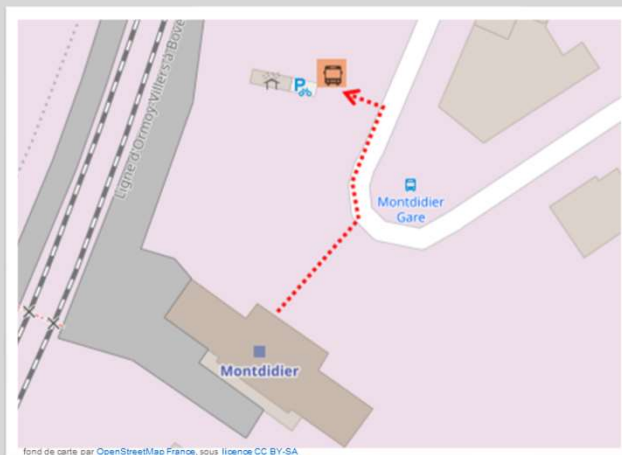 Ligne d'Ormoy-Villers à Boves
P
Montdidier
Gare
Montdidier
fond de carte par OpenStreetMap France, sous licence CC BY-SA